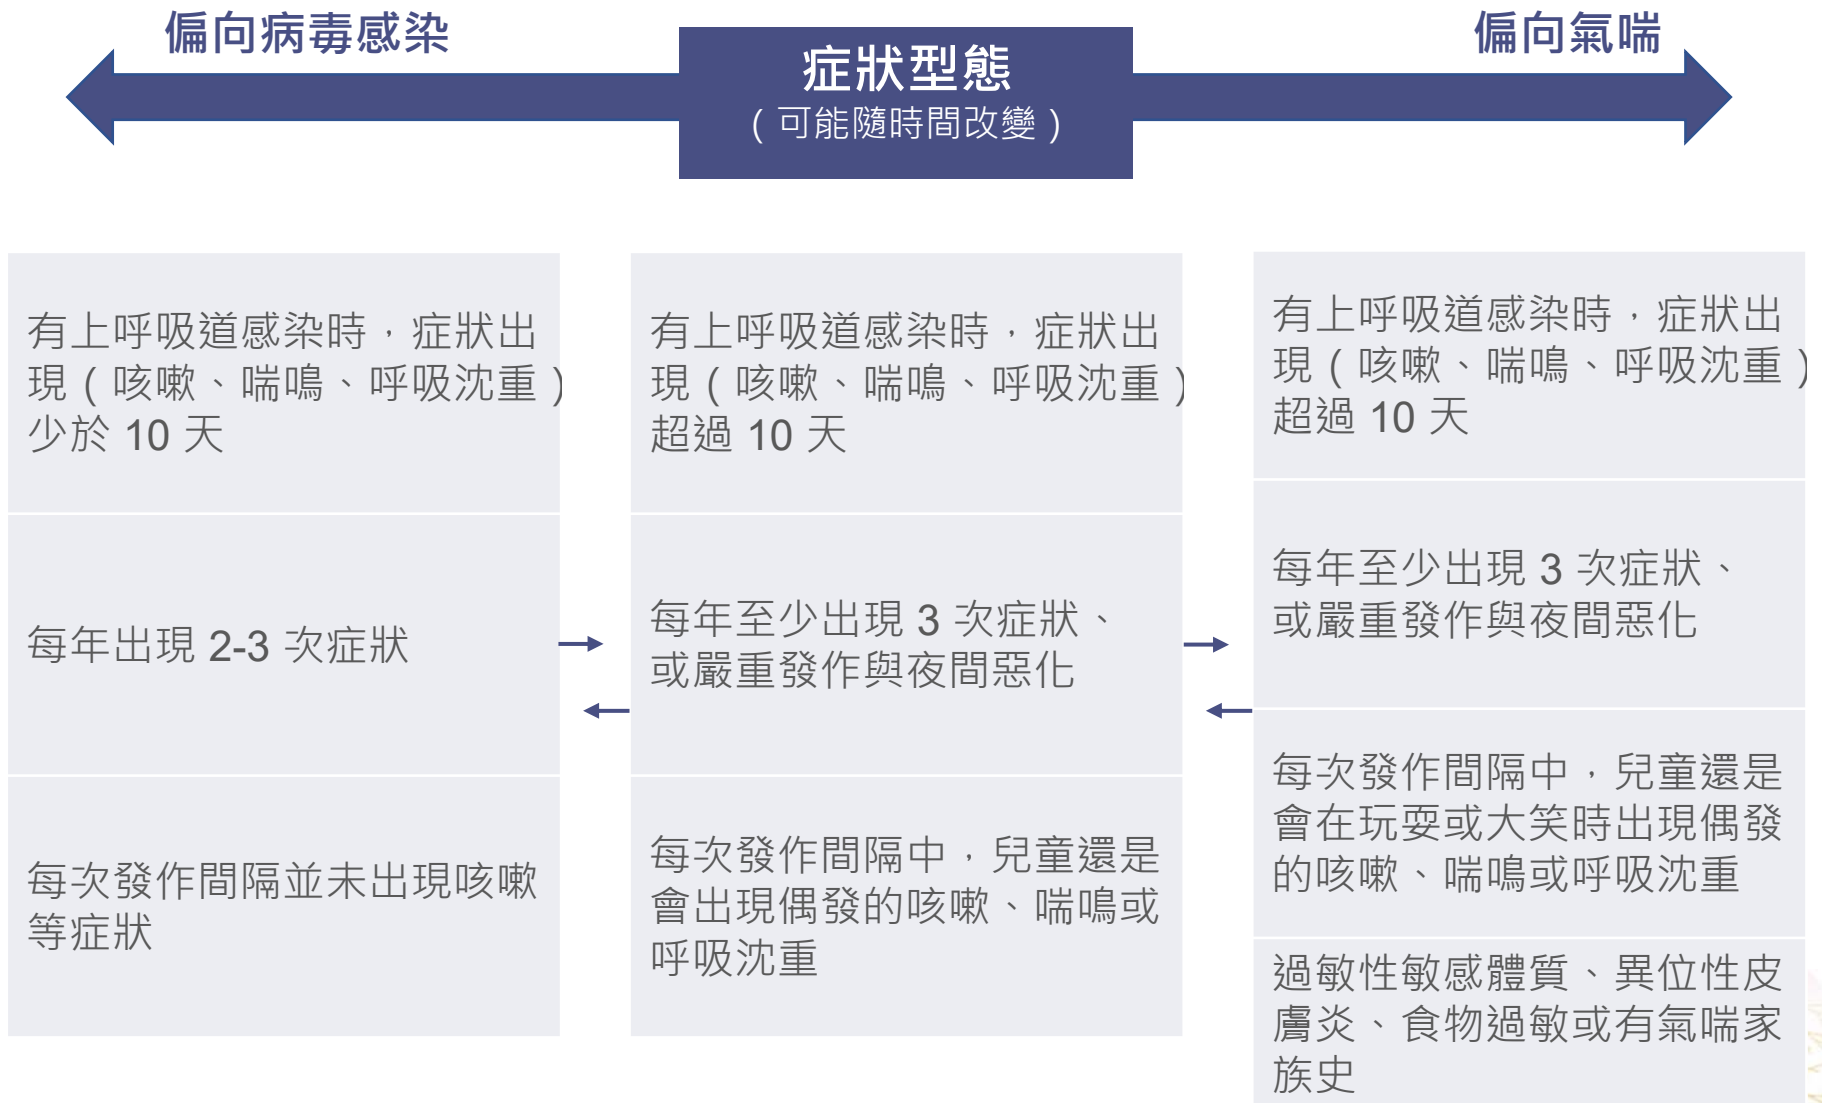 偏向病毒感染
症狀型態
（可能隨時間改變）
偏向氣喘
有上呼吸道感染時，症狀出
現（咳嗽、喘鳴、呼吸沈重）
少於 10 天
每年出現 2-3 次症狀
每次發作間隔並未出現咳嗽
等症狀
有上呼吸道感染時，症狀出
現（咳嗽、喘鳴、呼吸沈重）
超過 10 天
每年至少出現 3 次症狀、
或嚴重發作與夜間惡化
每次發作間隔中，兒童還是
會出現偶發的咳嗽、喘鳴或
呼吸沈重
有上呼吸道感染時，症狀出
現（咳嗽、喘鳴、呼吸沈重）
超過 10 天
每年至少出現 3 次症狀、
或嚴重發作與夜間惡化
每次發作間隔中，兒童還是
會在玩耍或大笑時出現偶發
的咳嗽、喘鳴或呼吸沈重
過敏性敏感體質、異位性皮
膚炎、食物過敏或有氣喘家
族史